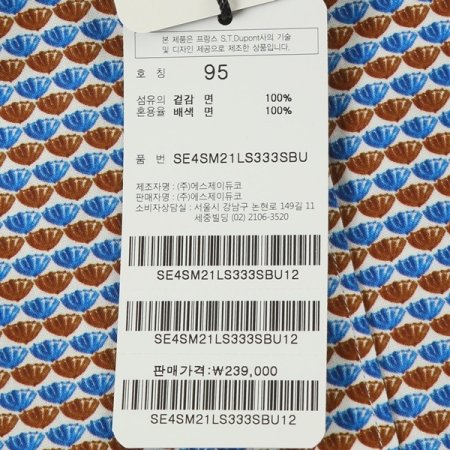 본 제품은 프랑스 S.T.Dupont사의 기술
및 디자인 제공으로 제조한 상품입니다.
호 칭 95
섬유의 겉감 면 100%
혼용율 배색 면 100%
품 번 SE4SM21LS333SBU
제조자명 : (주)에스제이듀코
판매자명 : (주)에스제이듀코
소비자상담실 : 서울시 강남구 논현로 149길 11
세중빌딩 (02) 2106-3520
SE4SM21LS333SBU12
SE4SM21LS333SBU12
판매가격:₩239,000
SE4SM21LS333SBU12